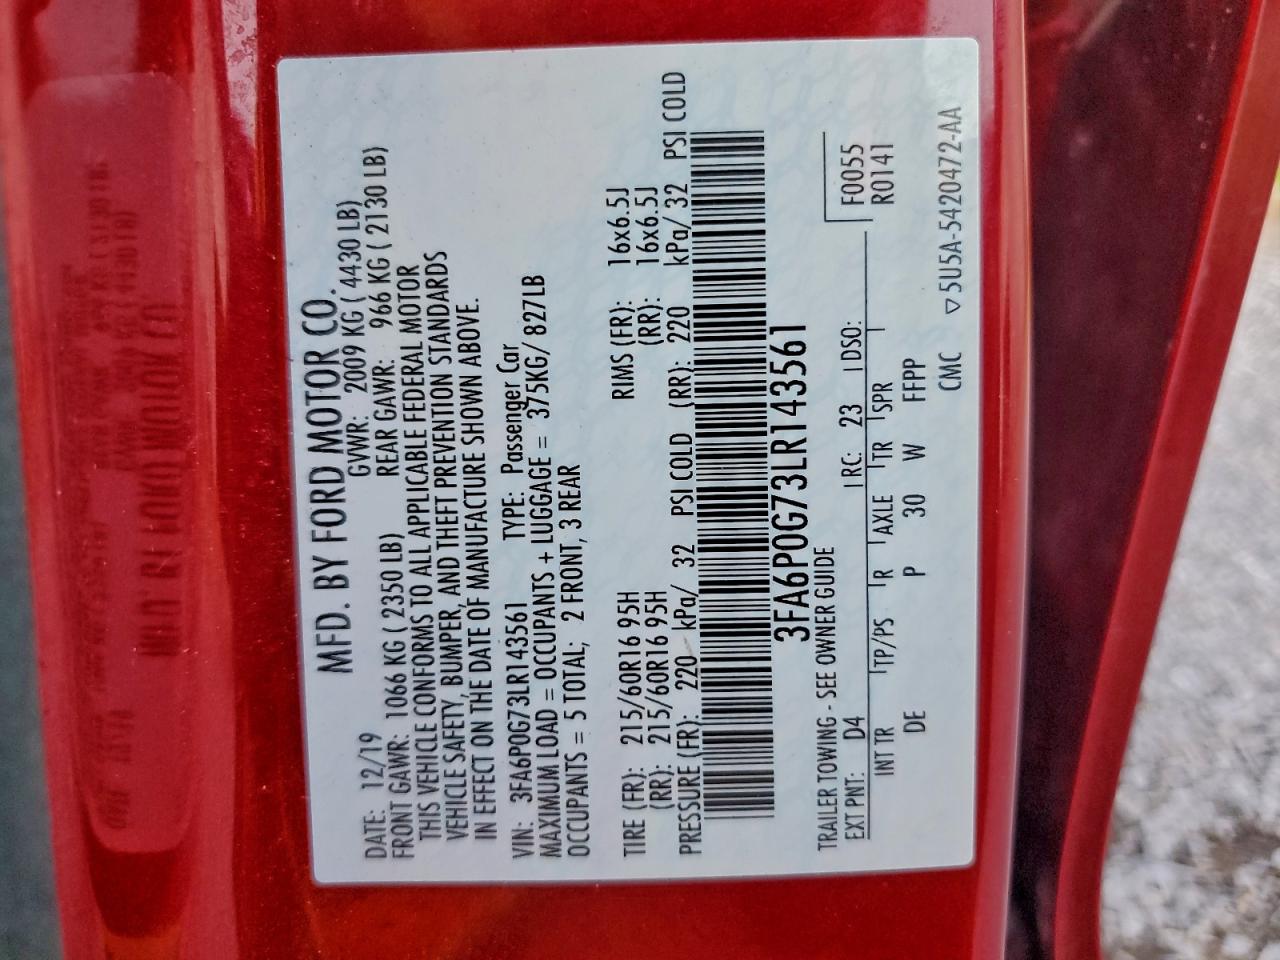 MFD. BY FORD MOTOR CO.
DATE: 12/19 GVWR: 2009 KG ( 4430 LB)
FRONT GAWR: 1066 KG ( 2350 LB) REAR GAWR: 966 KG ( 2130 LB)
THIS VEHICLE CONFORMS TO ALL APPLICABLE FEDERAL MOTOR
VEHICLE SAFETY, BUMPER, AND THEFT PREVENTION STANDARDS
IN EFFECT ON THE DATE OF MANUFACTURE SHOWN ABOVE.
VIN: 3FA6P0G73LR143561 TYPE: Passenger Car
MAXIMUM LOAD = OCCUPANTS + LUGGAGE = 375KG/ 827LB
OCCUPANTS = 5 TOTAL; 2 FRONT, 3 REAR
TIRE (FR): 215/60R16 95H RIMS (FR): 16x6.5J
(RR): 215/60R16 95H (RR): 16x6.5J
PRESSURE (FR): 220 kPa/ 32 PSI COLD (RR): 220 kPa/ 32 PSI COLD
3FA6P0G73LR143561
TRAILER TOWING - SEE OWNER GUIDE
F0055
R0141
EXT PNT: D4 RC: 23 DSO:
INT TR TP/PS R AXLE TR SPR
DE P 30 W FFPP
CMC ▽5U5A-5420472-AA